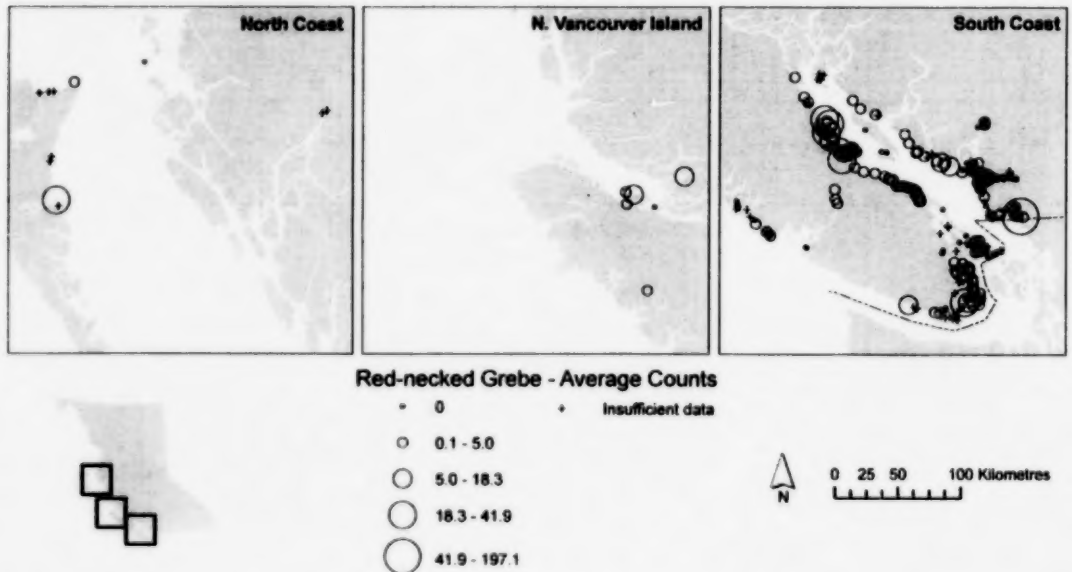 North Coast
N. Vancouver Island
South Coast
Red-necked Grebe - Average Counts
0
Insufficient data
0.1 - 5.0
5.0 - 18.3
18.3 - 41.9
41.9 - 197.1
N
0 25 50 100 Kilometres